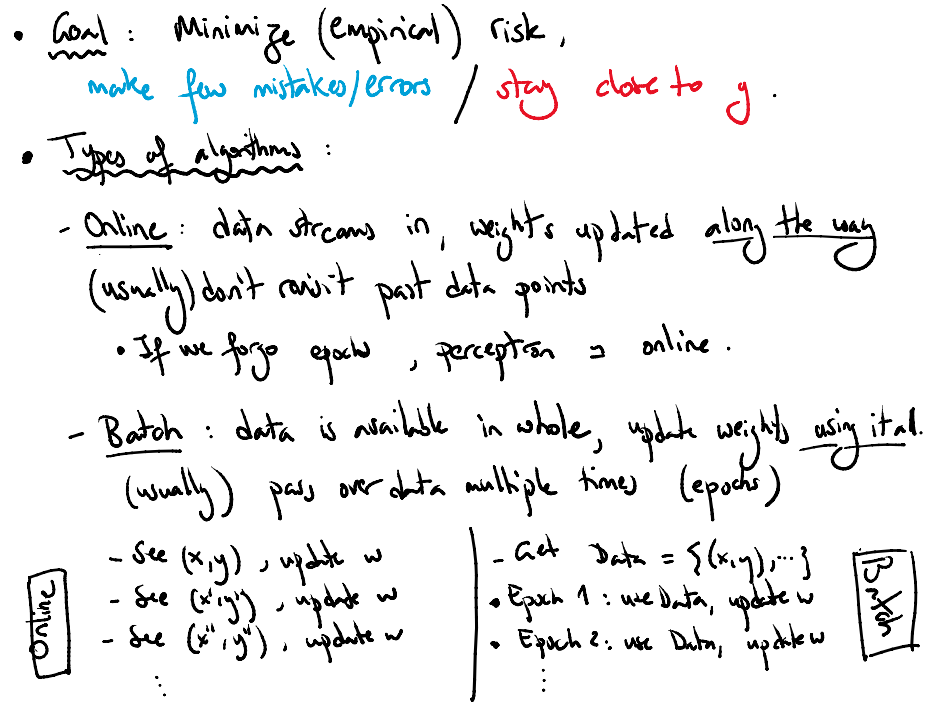 • Goal : Minimize (empirical) risk,
make few mistakes/errors / stay close to y.
• Types of algorithms :
- Online : data streams in, weights updated along the way
(usually) don't revisit past data points
• If we forgo epochs, perceptron → online.
- Batch : data is available in whole, update weights using it all.
(usually) pass over data multiple times (epochs)
Online
- See (x,y), update w
- See (x',y'), update w
- See (x'',y''), update w
⋮
Batch
- Get Data = {(x,y),...}
• Epoch 1 : use Data, update w
• Epoch 2 : use Data, update w
⋮